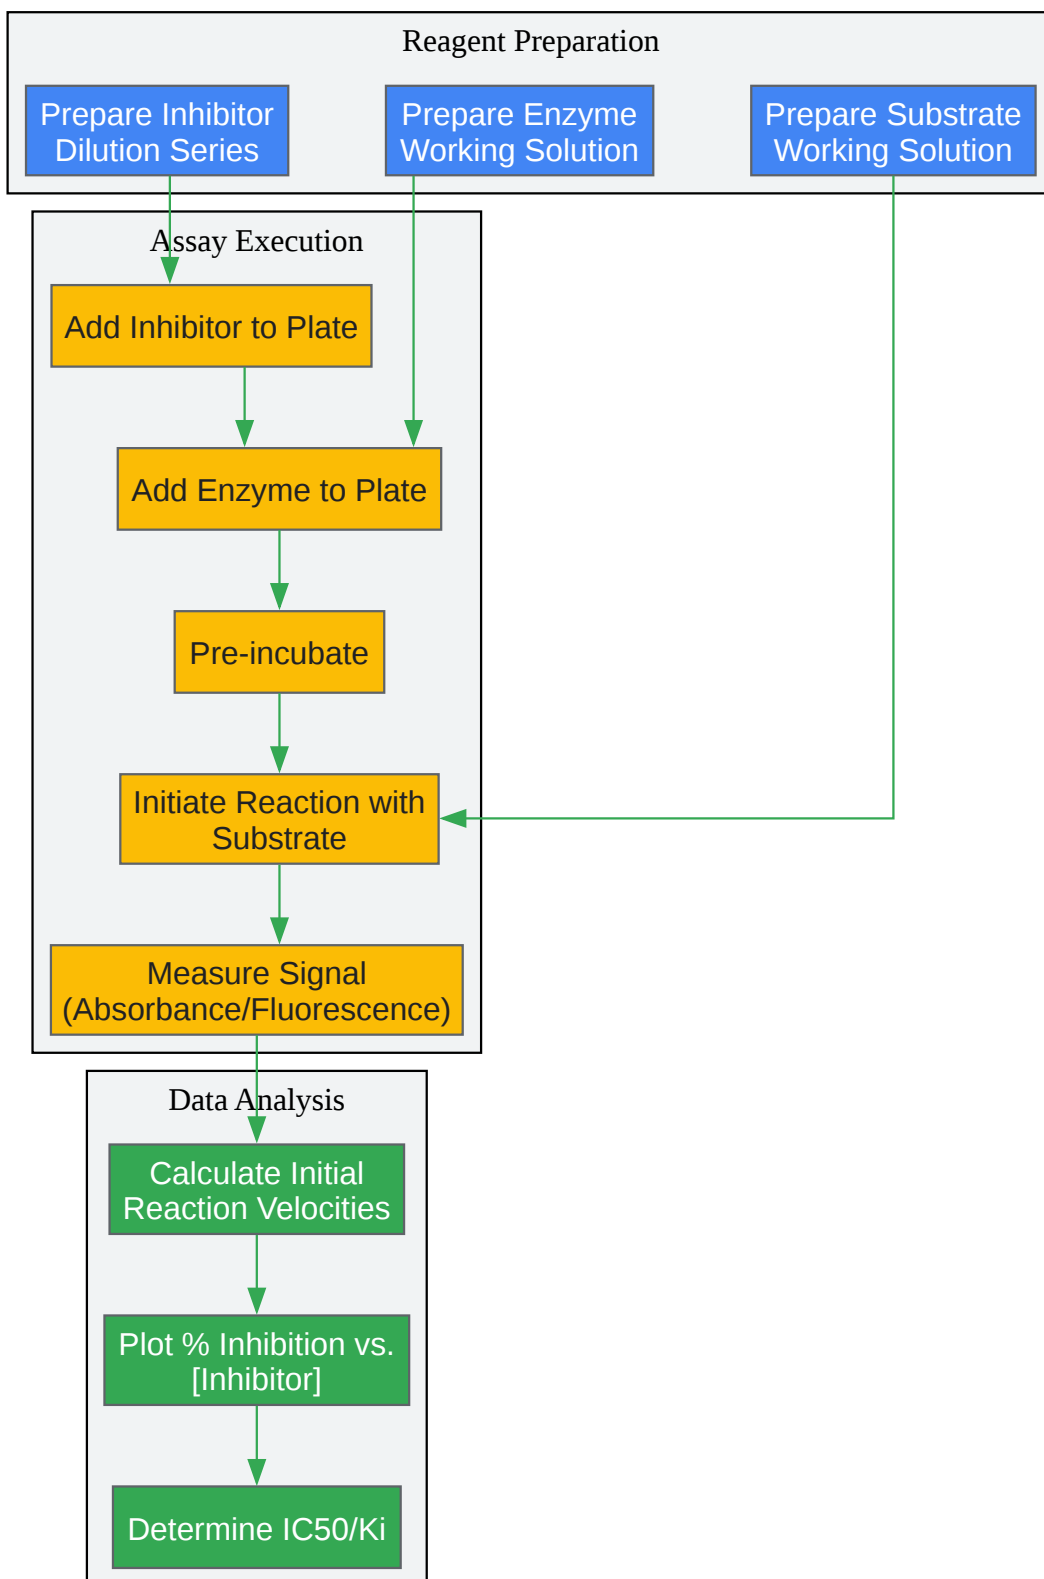 Reagent Preparation
Prepare Inhibitor
Dilution Series
Prepare Enzyme
Working Solution
Prepare Substrate
Working Solution
Assay Execution
Add Inhibitor to Plate
Add Enzyme to Plate
Pre-incubate
Initiate Reaction with
Substrate
Measure Signal
(Absorbance/Fluorescence)
Data Analysis
Calculate Initial
Reaction Velocities
Plot % Inhibition vs.
[Inhibitor]
Determine IC50/Ki